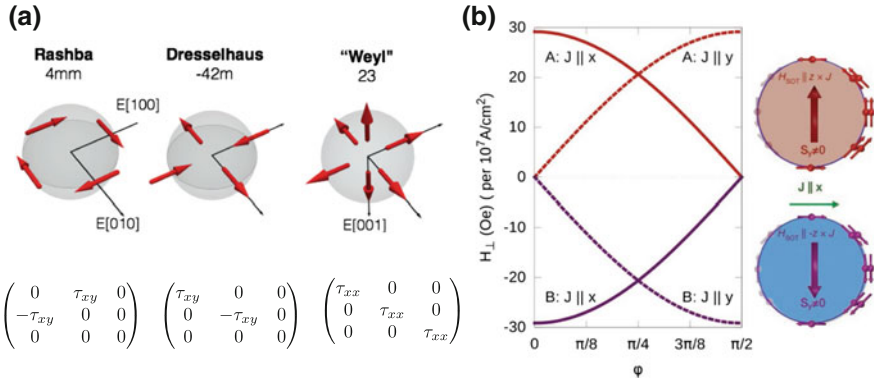 (a)
Rashba
4mm
Dresselhaus
-42m
"Weyl"
23
E[100]
E[010]
E[001]
0 τxy 0
−τxy 0 0
0 0 0
τxy 0 0
0 −τxy 0
0 0 0
τxx 0 0
0 τxx 0
0 0 τxx
(b)
H⊥ (Oe) ( per 10⁷A/cm²)
30
20
10
0
-10
-20
-30
A: J || x
A: J || y
B: J || x
B: J || y
0
π/8
π/4
3π/8
π/2
φ
HSOT || z × J
Sy≠0
J || x
HSOT || -z × J
Sy≠0